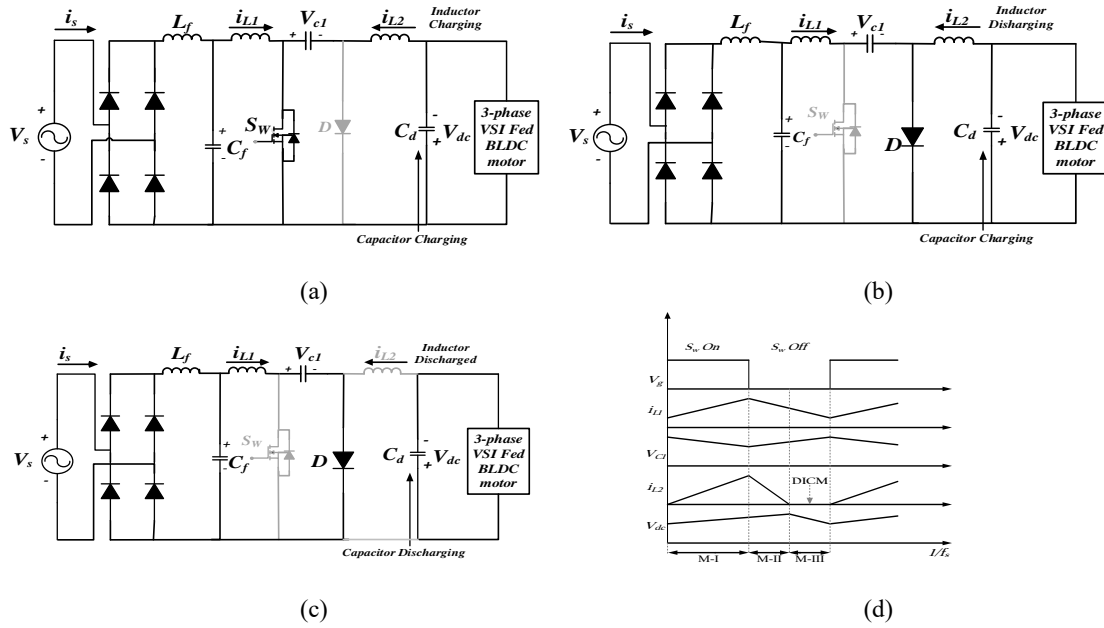 i_s
L_f
i_L1
V_c1
i_L2
Inductor
Charging
+ -
+
V_s
-
S_W
+
C_f
-
D
C_d
-
V_dc
+
3-phase
VSI Fed
BLDC
motor
Capacitor Charging
(a)
i_s
L_f
i_L1
V_c1
i_L2
Inductor
Disharging
+ -
+
V_s
-
S_W
+
C_f
-
D
C_d
-
V_dc
+
3-phase
VSI Fed
BLDC
motor
Capacitor Charging
(b)
i_s
L_f
i_L1
V_c1
i_L2
Inductor
Discharged
+ -
+
V_s
-
S_W
+
C_f
-
D
C_d
-
V_dc
+
3-phase
VSI Fed
BLDC
motor
Capacitor Discharging
(c)
S_w On S_w Off
V_g
i_L1
V_C1
i_L2
DICM
V_dc
1/f_s
M-I M-II M-III
(d)